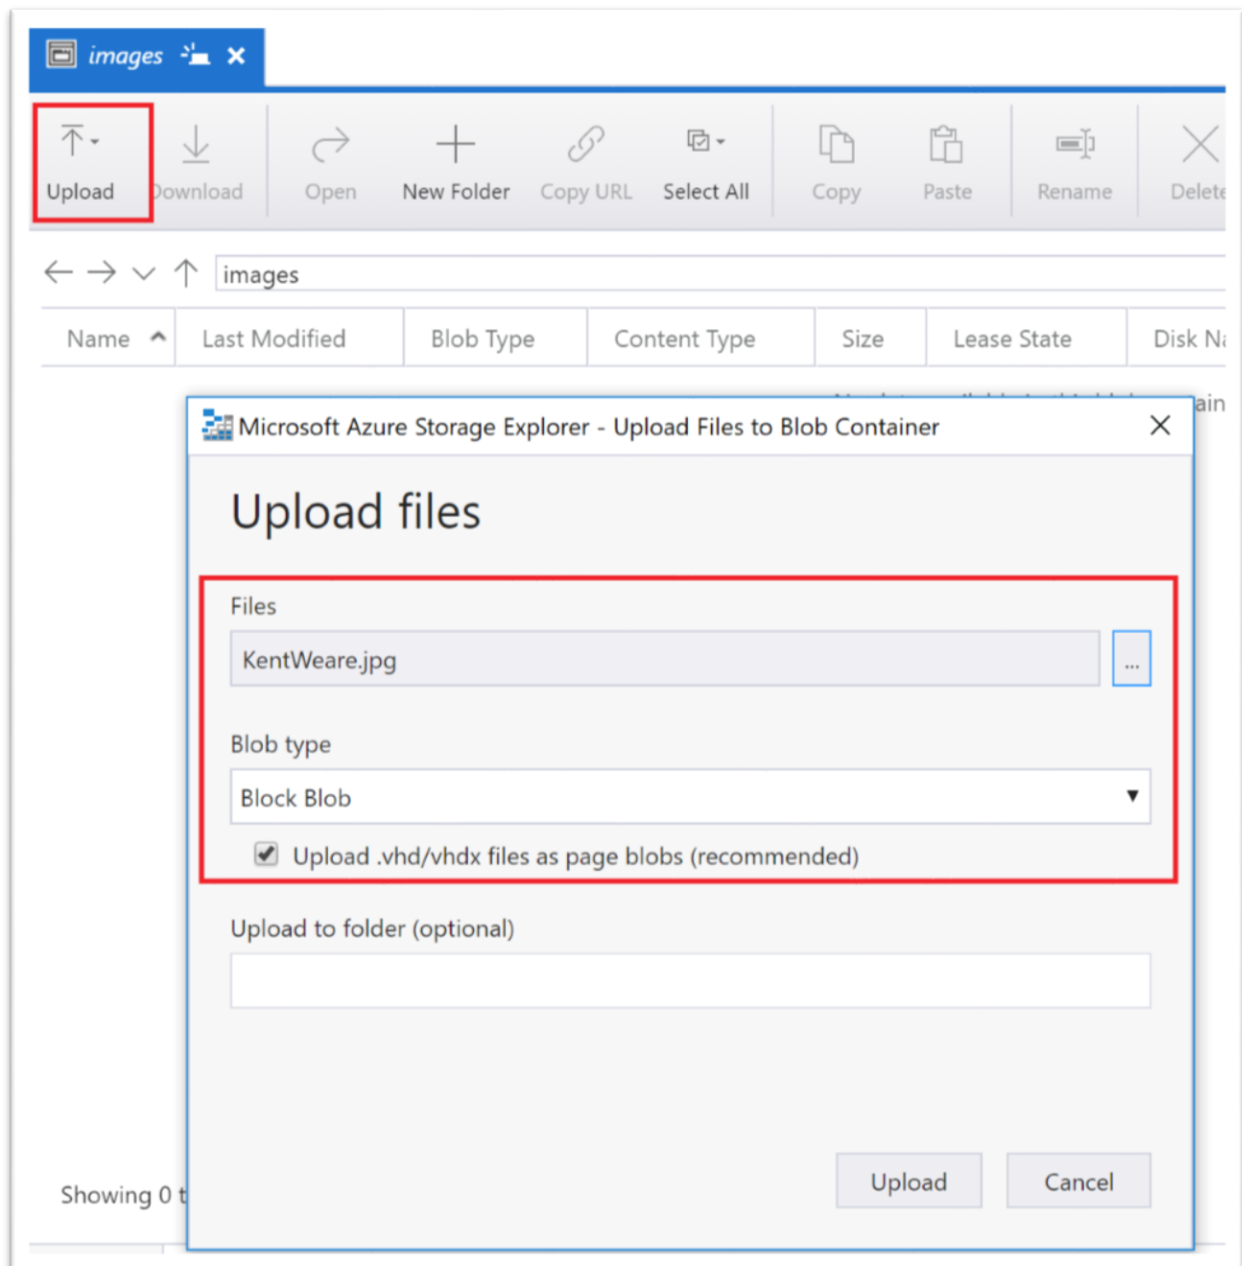 images
Upload
Download
Open
New Folder
Copy URL
Select All
Copy
Paste
Rename
Delete
images
Name
Last Modified
Blob Type
Content Type
Size
Lease State
Disk Na
Microsoft Azure Storage Explorer - Upload Files to Blob Container
Upload files
Files
KentWeare.jpg
...
Blob type
Block Blob
Upload .vhd/vhdx files as page blobs (recommended)
Upload to folder (optional)
Upload
Cancel
Showing 0 t